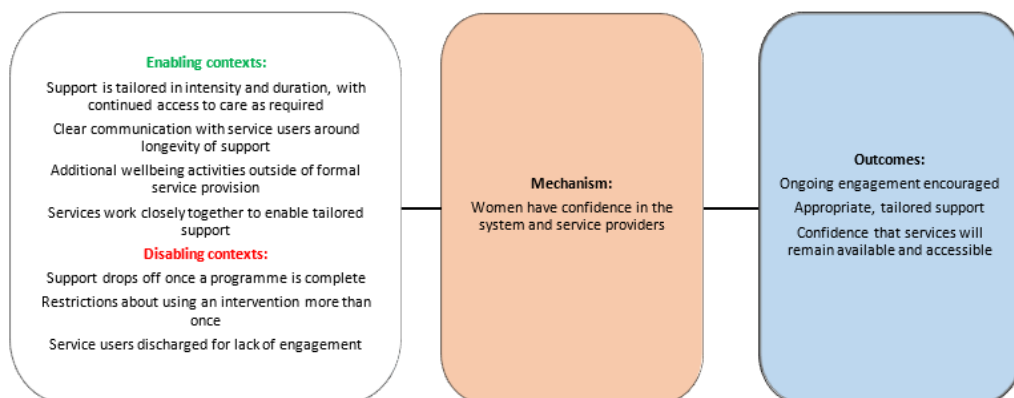 Enabling contexts:
Support is tailored in intensity and duration, with
continued access to care as required
Clear communication with service users around
longevity of support
Additional wellbeing activities outside of formal
service provision
Services work closely together to enable tailored
support
Disabling contexts:
Support drops off once a programme is complete
Restrictions about using an intervention more than
once
Service users discharged for lack of engagement
Mechanism:
Women have confidence in the
system and service providers
Outcomes:
Ongoing engagement encouraged
Appropriate, tailored support
Confidence that services will
remain available and accessible